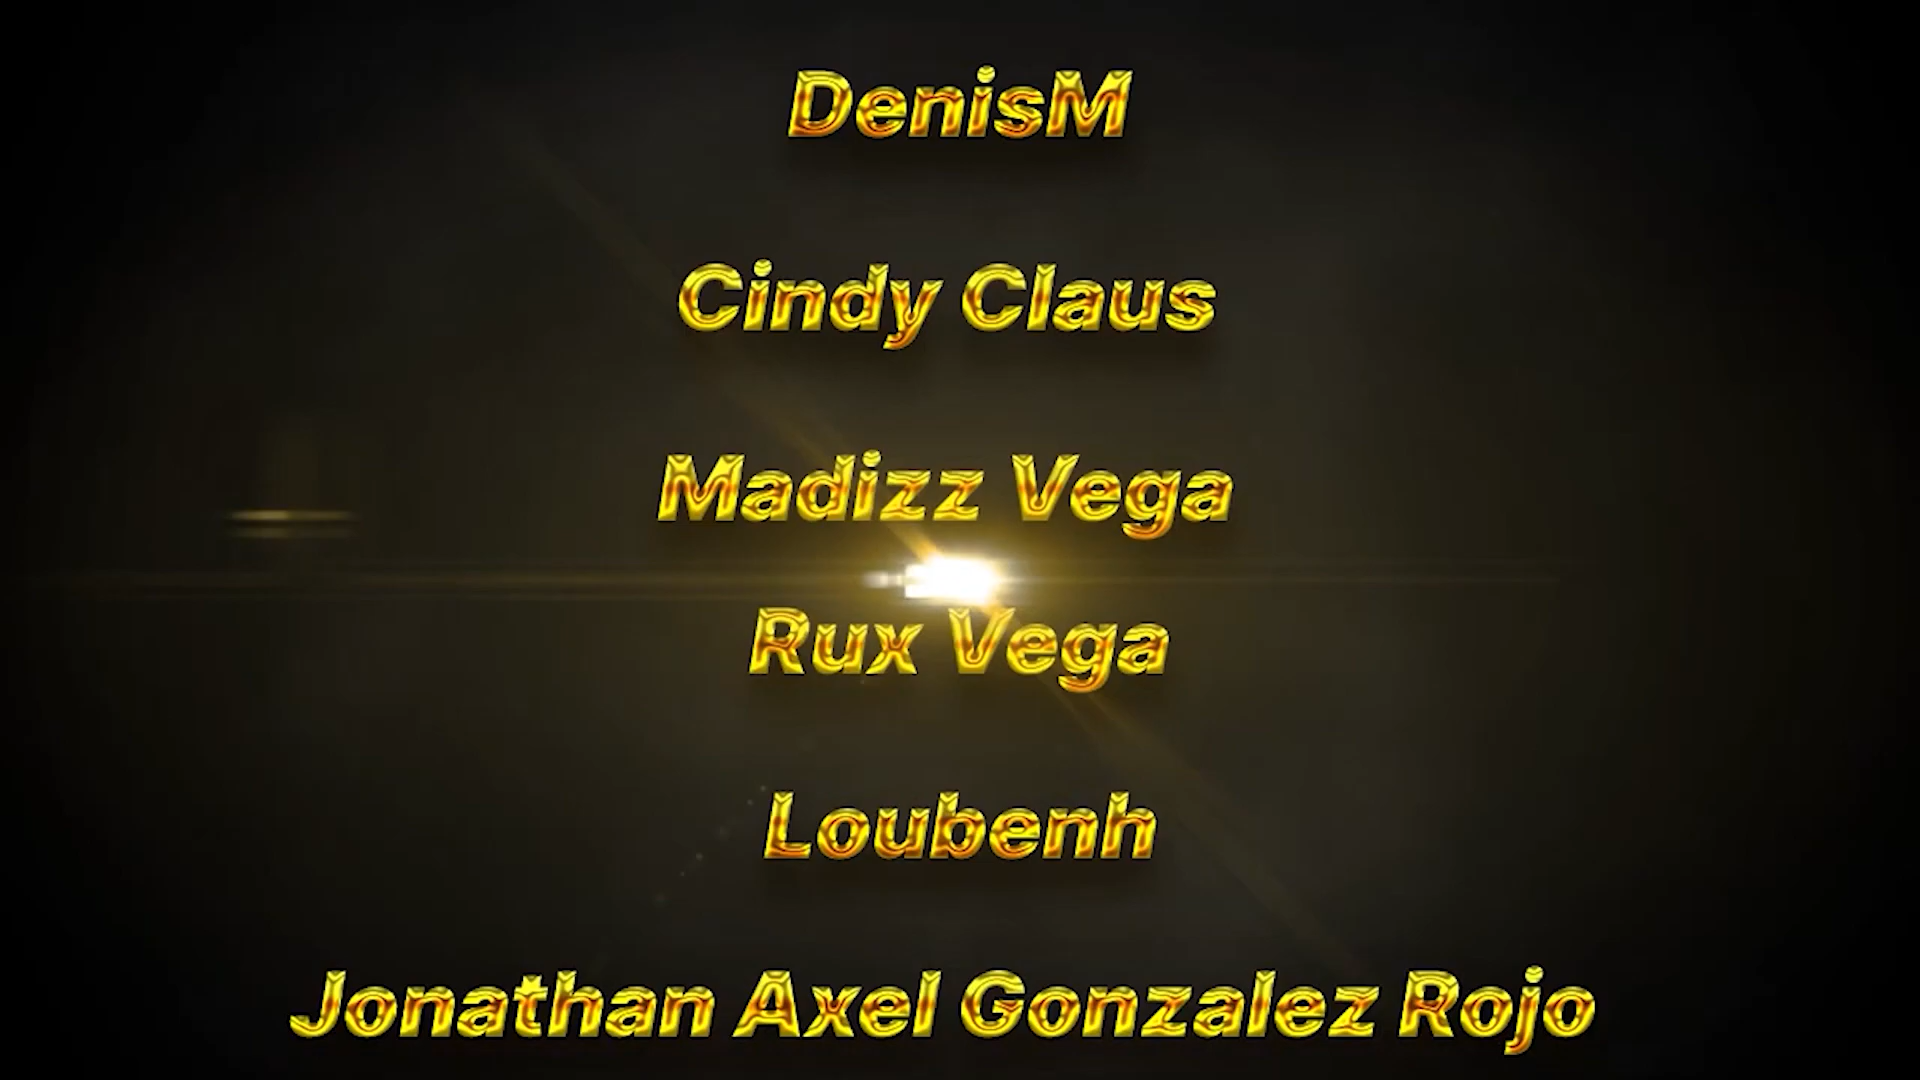 DenisM
Cindy Claus
Madizz Vega
Rux Vega
Loubenh
Jonathan Axel Gonzalez Rojo